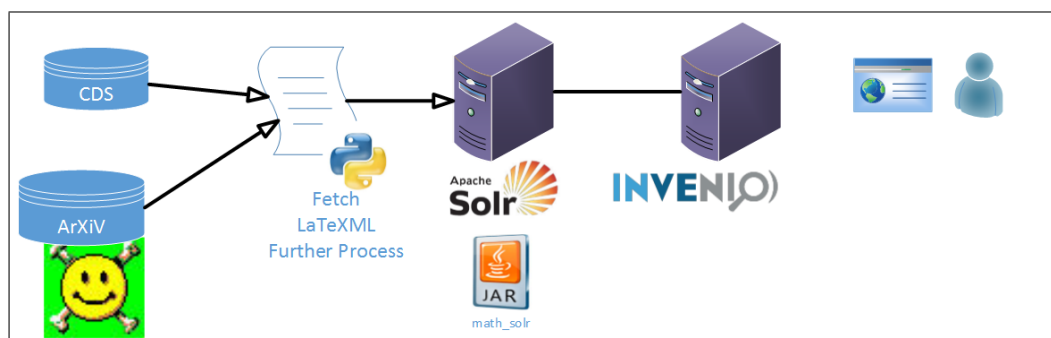 CDS
ArXiV
Fetch
LaTeXML
Further Process
Apache
Solr
JAR
math_solr
INVENIO